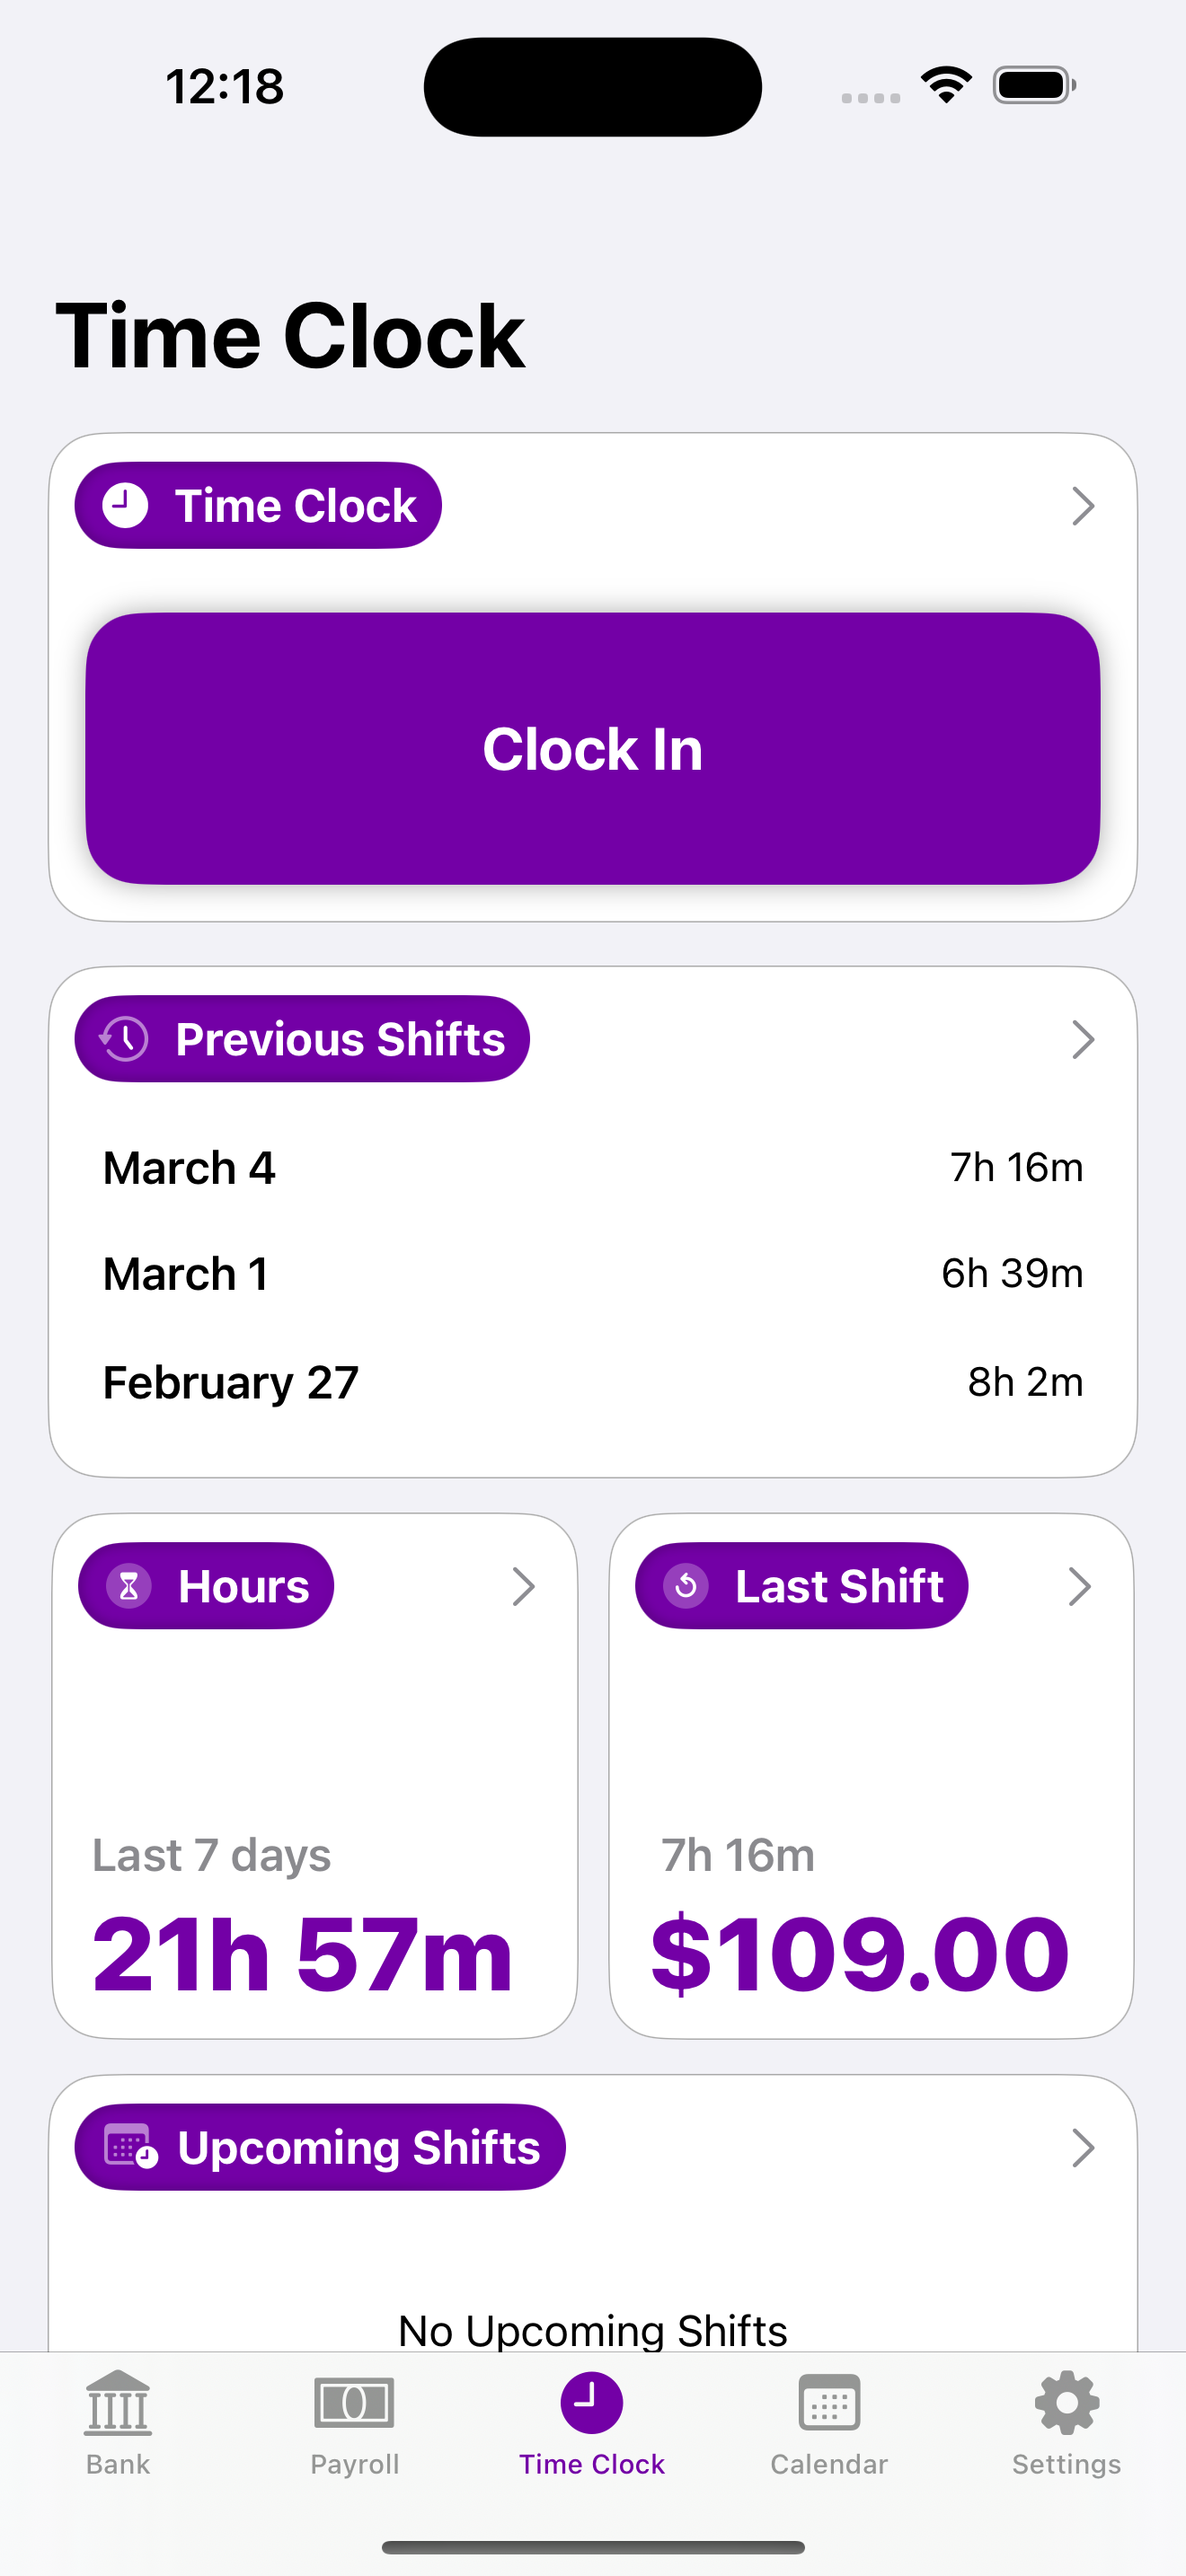 12:18
Time Clock
Time Clock
Clock In
Previous Shifts
March 4 7h 16m
March 1 6h 39m
February 27 8h 2m
Hours
Last Shift
Last 7 days
21h 57m
7h 16m
$109.00
Upcoming Shifts
No Upcoming Shifts
Bank Payroll Time Clock Calendar Settings